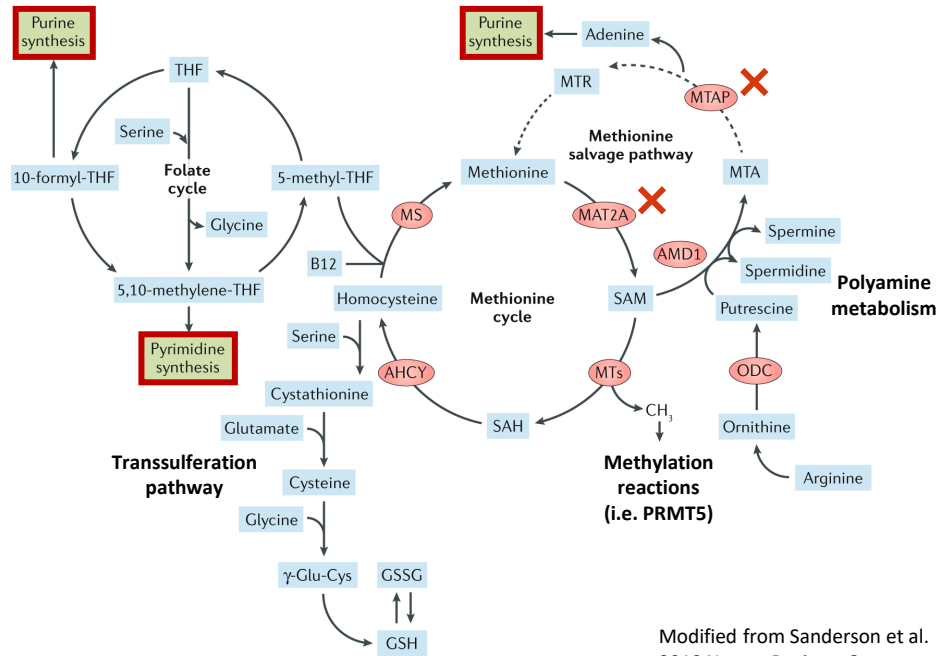 Purine
synthesis
THF
Serine
10-formyl-THF
Folate
cycle
5-methyl-THF
Glycine
5,10-methylene-THF
Pyrimidine
synthesis
Purine
synthesis
Adenine
MTR
MTAP
Methionine
salvage pathway
Methionine
MTA
MS
MAT2A
B12
AMD1
Spermine
Spermidine
Polyamine
metabolism
Homocysteine
Methionine
cycle
SAM
Putrescine
Serine
AHCY
MTs
ODC
Cystathionine
SAH
CH₃
Ornithine
Glutamate
Transsulferation
pathway
Methylation
reactions
(i.e. PRMT5)
Arginine
Cysteine
Glycine
γ-Glu-Cys
GSSG
GSH
Modified from Sanderson et al.